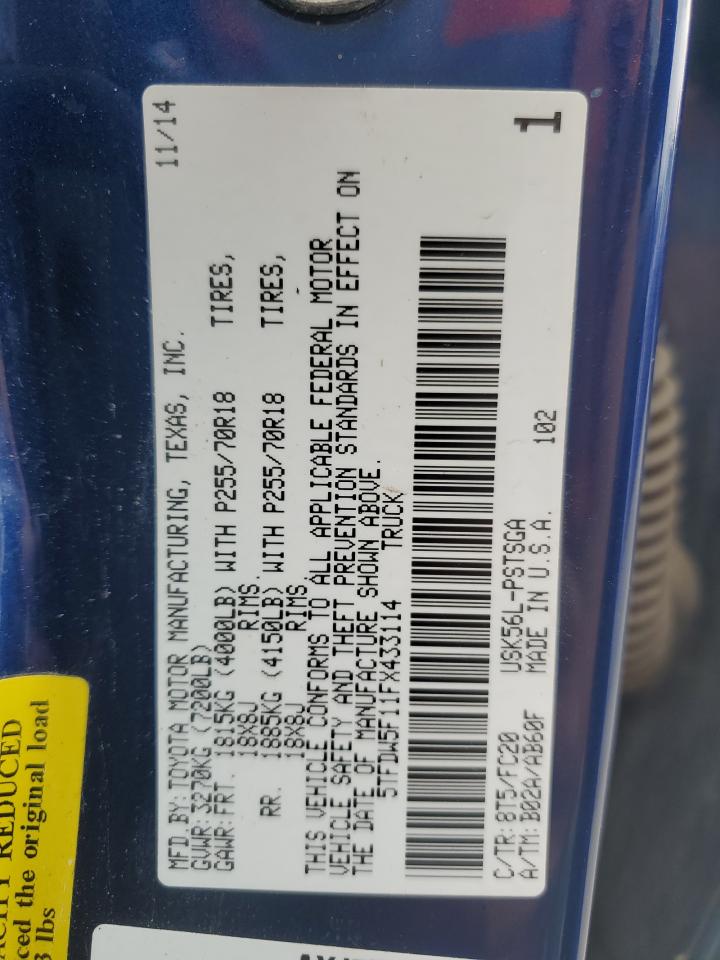 MFD BY: TOYOTA MOTOR MANUFACTURING, TEXAS, INC. 11/14
GVWR: 3270KG (7200LB)
GAWR: FRT. 1815KG (4000LB) WITH P255/70R18 TIRES,
18X8J RIMS.
RR. 1885KG (4150LB) WITH P255/70R18 TIRES,
18X8J RIMS.
THIS VEHICLE CONFORMS TO ALL APPLICABLE FEDERAL MOTOR
VEHICLE SAFETY AND THEFT PREVENTION STANDARDS IN EFFECT ON
THE DATE OF MANUFACTURE SHOWN ABOVE.
5TFDW5F11FX433114 TRUCK
C/TR: 8T5/FC20 USK56L-PSTSGA 102
A/TM: B02A/AB60F MADE IN U.S.A.
1
REDUCED
the original load
lbs